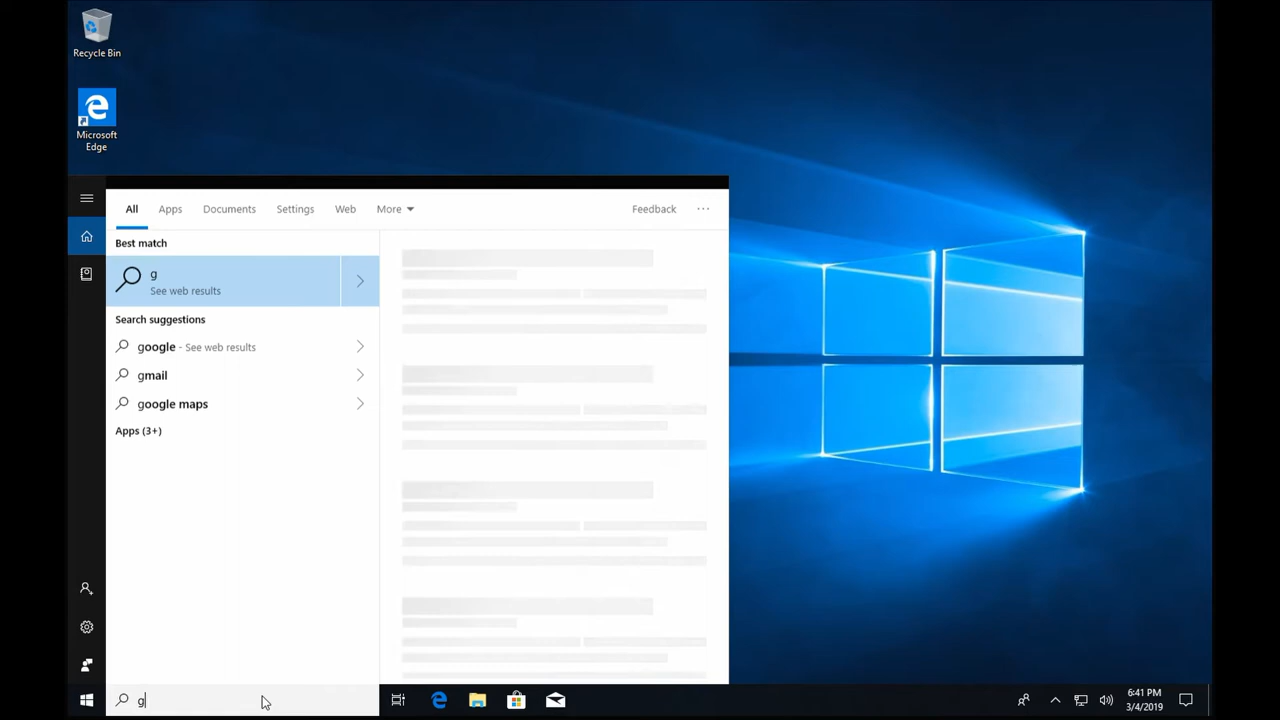 Recycle Bin
Microsoft
Edge
All Apps Documents Settings Web More Feedback ...
Best match
g
See web results
Search suggestions
google - See web results
gmail
google maps
Apps (3+)
g
6:41 PM
3/4/2019